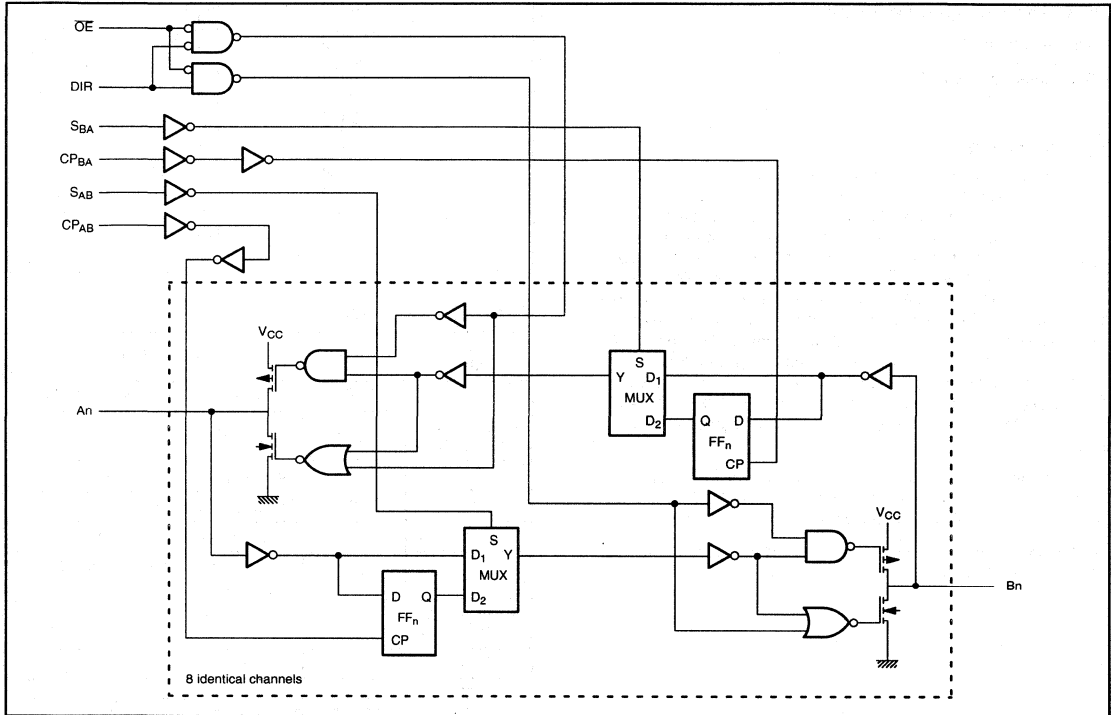 OE
DIR
SBA
CPBA
SAB
CPAB
VCC
An
S
Y D1
MUX
D2
Q D
FFn
CP
VCC
S
D1 Y
MUX
D2
D Q
FFn
CP
Bn
8 identical channels